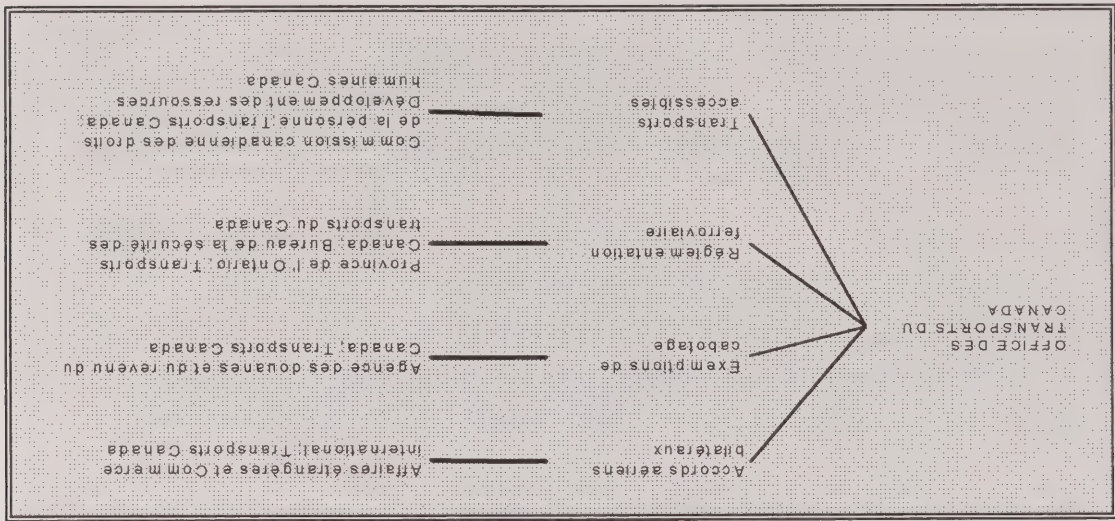 OFFICE DES
TRANSPORTS DU
CANADA
Accords aériens
bilatéraux
Affaires étrangères et Commerce
international; Transports Canada
Exemptions de
cabotage
Agence des douanes et du revenu du
Canada; Transports Canada
Réglementation
ferroviaire
Province de l'Ontario; Transports
Canada; Bureau de la sécurité des
transport du Canada
Transports
accessibles
Commission canadienne des droits
de la personne; Transports Canada;
Développement des ressources
humaines Canada